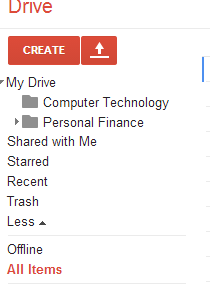 Drive
CREATE
My Drive
Computer Technology
Personal Finance
Shared with Me
Starred
Recent
Trash
Less
Offline
All Items